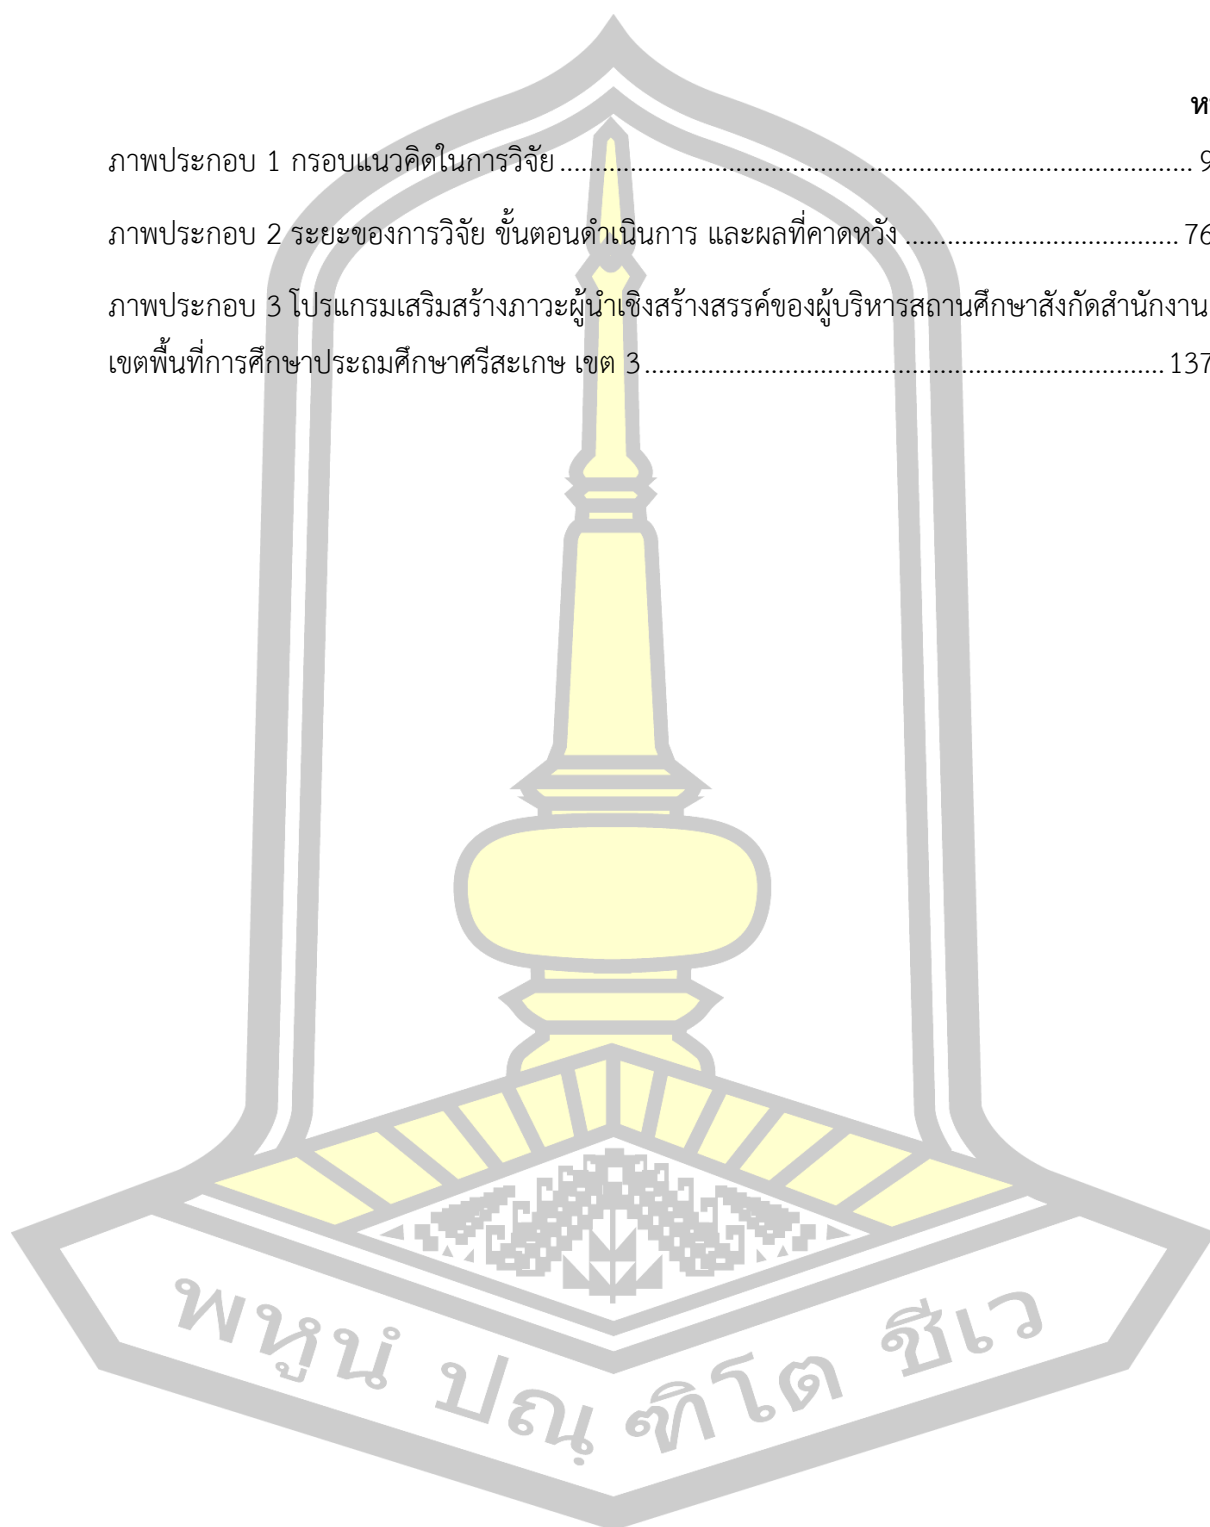 ภาพประกอบ 1 กรอบแนวคิดในการวิจัย ........................................................................................... 9
ภาพประกอบ 2 ระยะของการวิจัย ขั้นตอนดำเนินการ และผลที่คาดหวัง ....................................... 76
ภาพประกอบ 3 โปรแกรมเสริมสร้างภาวะผู้นำเชิงสร้างสรรค์ของผู้บริหารสถานศึกษาสังกัดสำนักงาน
เขตพื้นที่การศึกษาประถมศึกษาศรีสะเกษ เขต 3 .......................................................................... 137
พหูนํ ปณฺฑิโต ชีเว